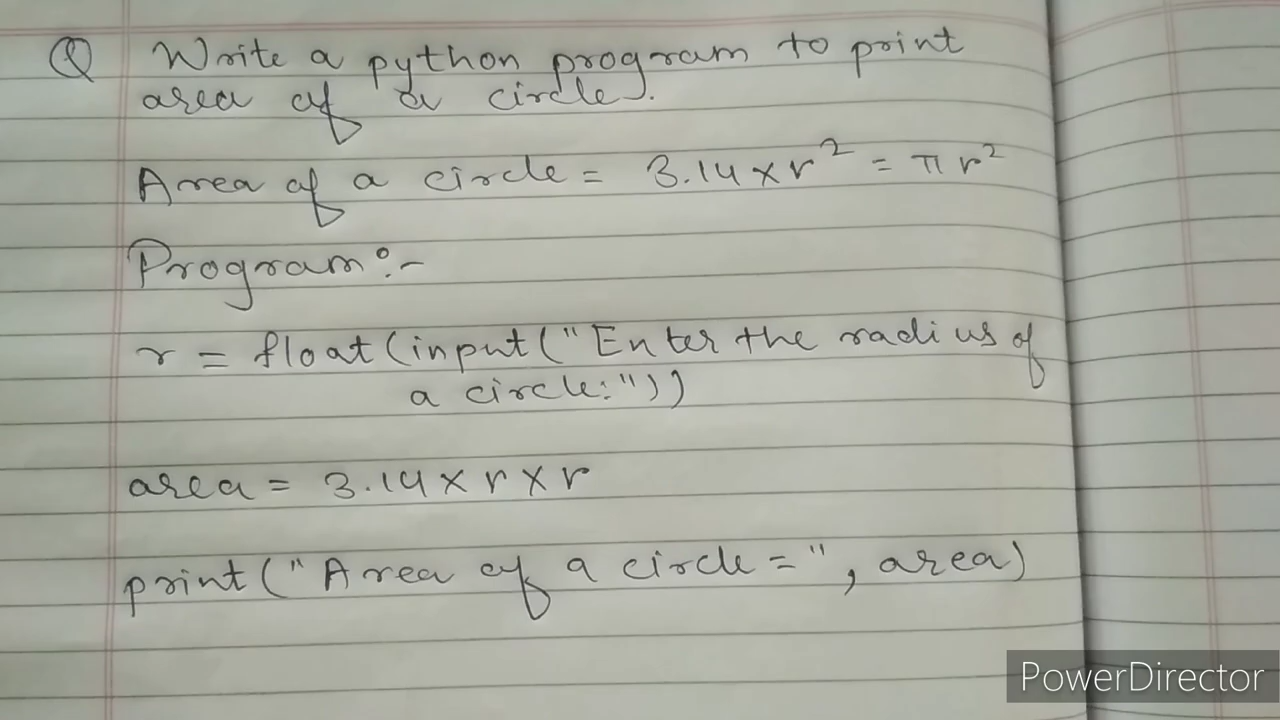 Q Write a python program to print
area of a circle.
Area of a circle = 3.14 × r² = π r²
Program:-
r = float(input("Enter the radius of
a circle:"))
area = 3.14 × r × r
print("Area of a circle =", area)
PowerDirector